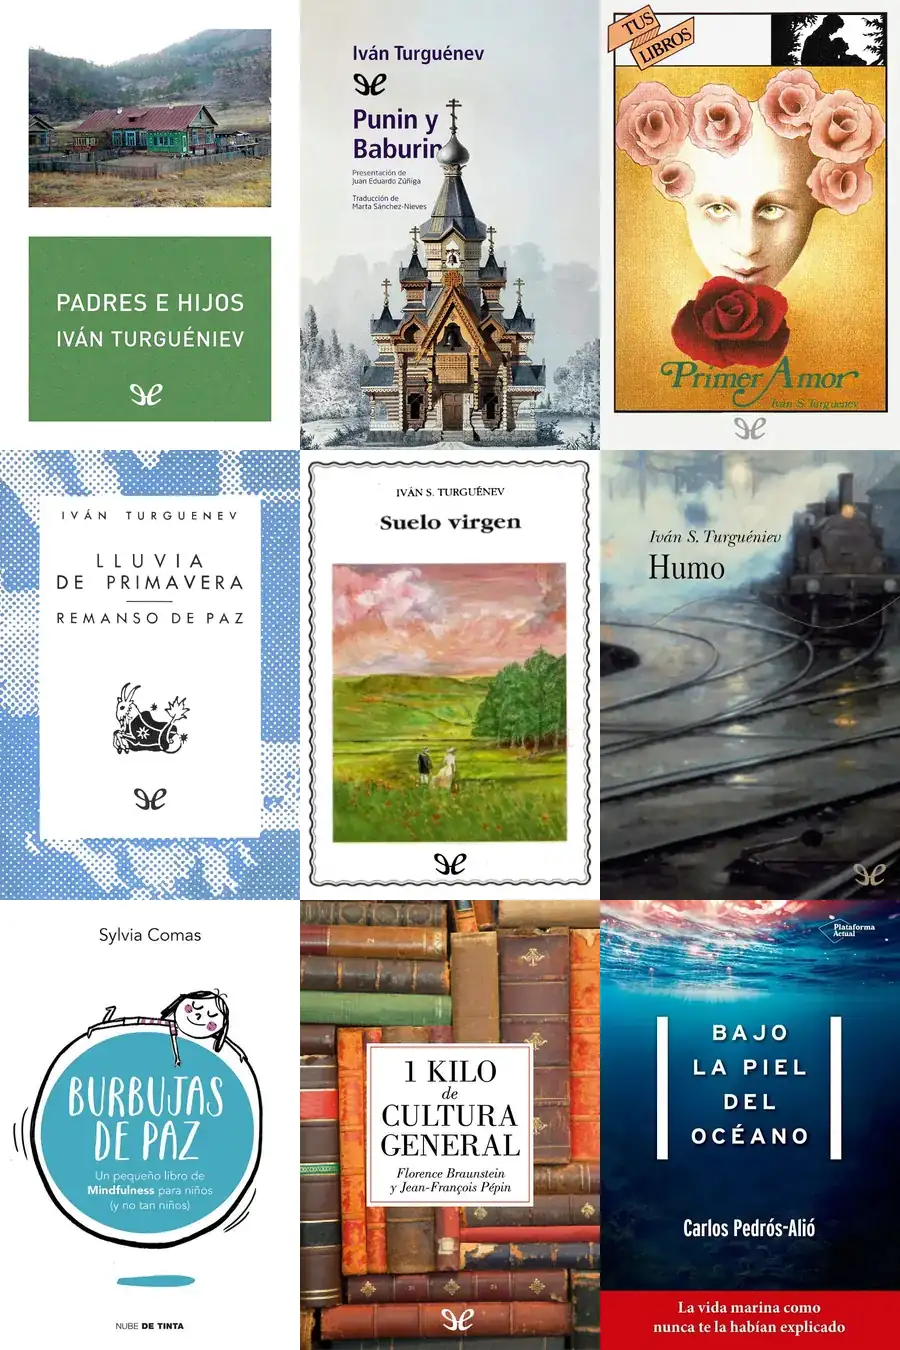 PADRES E HIJOS
IVÁN TURGUÉNIEV
Iván Turguénev
Punin y
Baburin
Presentación de
Juan Eduardo Zúñiga
Traducción de
Marta Sánchez-Nieves
TUS
LIBROS
Primer Amor
Iván S. Turguenev
IVÁN TURGUENEV
LLUVIA
DE PRIMAVERA
REMANSO DE PAZ
IVÁN S. TURGUÉNEV
Suelo virgen
Iván S. Turguéniev
Humo
Sylvia Comas
BURBUJAS
DE PAZ
Un pequeño libro de
Mindfulness para niños
(y no tan niños)
NUBE DE TINTA
1 KILO
de
CULTURA
GENERAL
Florence Braunstein
y Jean-François Pépin
Plataforma
Actual
BAJO
LA PIEL
DEL
OCÉANO
Carlos Pedrós-Alió
La vida marina como
nunca te la habían explicado